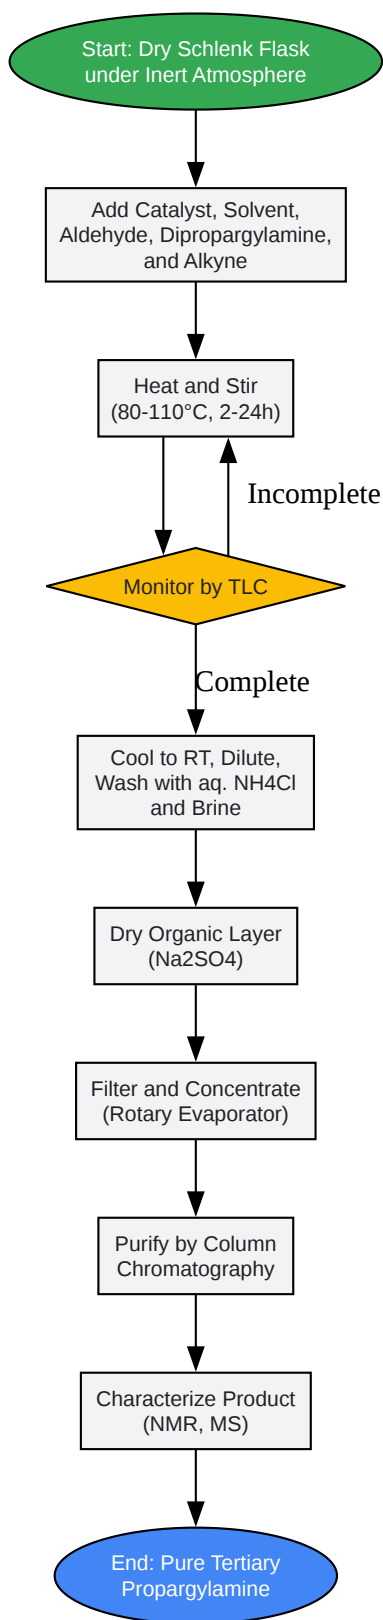 Start: Dry Schlenk Flask
under Inert Atmosphere
Add Catalyst, Solvent,
Aldehyde, Dipropargylamine,
and Alkyne
Heat and Stir
(80-110°C, 2-24h)
Incomplete
Monitor by TLC
Complete
Cool to RT, Dilute,
Wash with aq. NH4Cl
and Brine
Dry Organic Layer
(Na2SO4)
Filter and Concentrate
(Rotary Evaporator)
Purify by Column
Chromatography
Characterize Product
(NMR, MS)
End: Pure Tertiary
Propargylamine